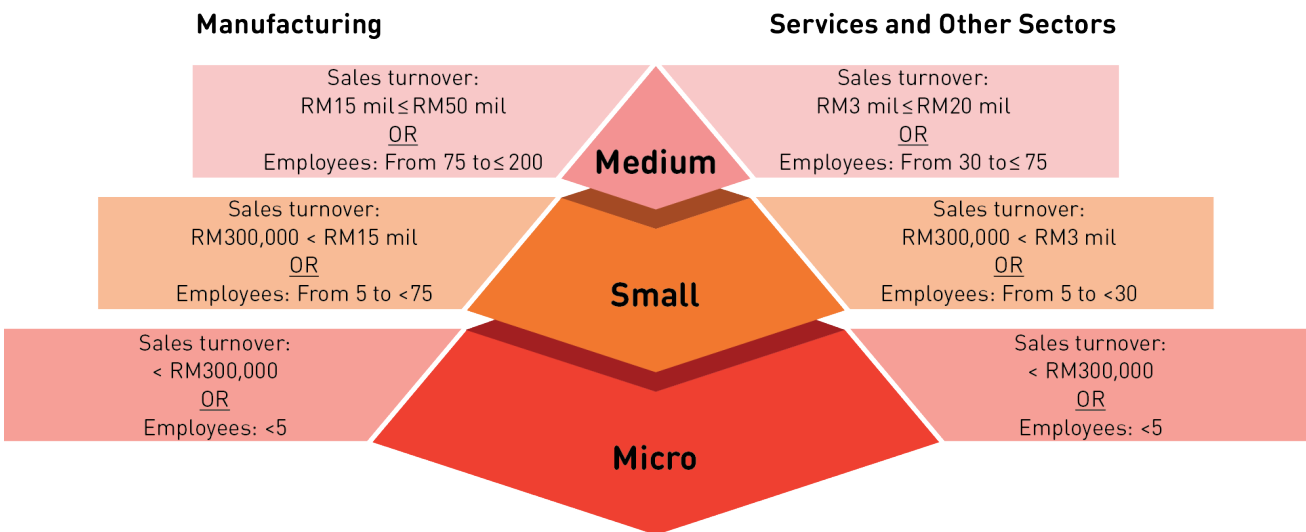 Manufacturing
Services and Other Sectors
Sales turnover:
RM15 mil≤RM50 mil
OR
Employees: From 75 to≤200
Medium
Sales turnover:
RM3 mil≤RM20 mil
OR
Employees: From 30 to≤75
Sales turnover:
RM300,000 < RM15 mil
OR
Employees: From 5 to <75
Small
Sales turnover:
RM300,000 < RM3 mil
OR
Employees: From 5 to <30
Sales turnover:
< RM300,000
OR
Employees: <5
Micro
Sales turnover:
< RM300,000
OR
Employees: <5